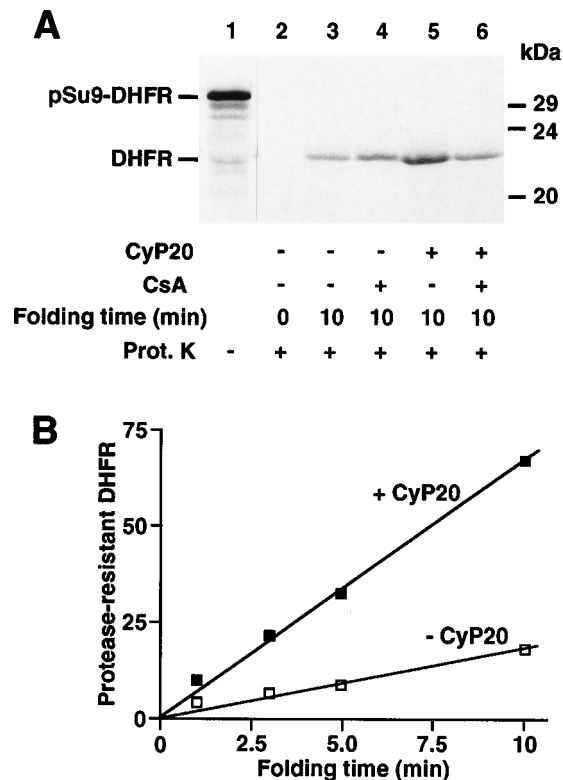 A
1 2 3 4 5 6
kDa
pSu9-DHFR
29
24
DHFR
20
CyP20 - - - + +
CsA - - + - +
Folding time (min) 0 10 10 10 10
Prot. K - + + + + +
B
Protease-resistant DHFR
75
50
25
0
+ CyP20
- CyP20
0 2.5 5.0 7.5 10
Folding time (min)